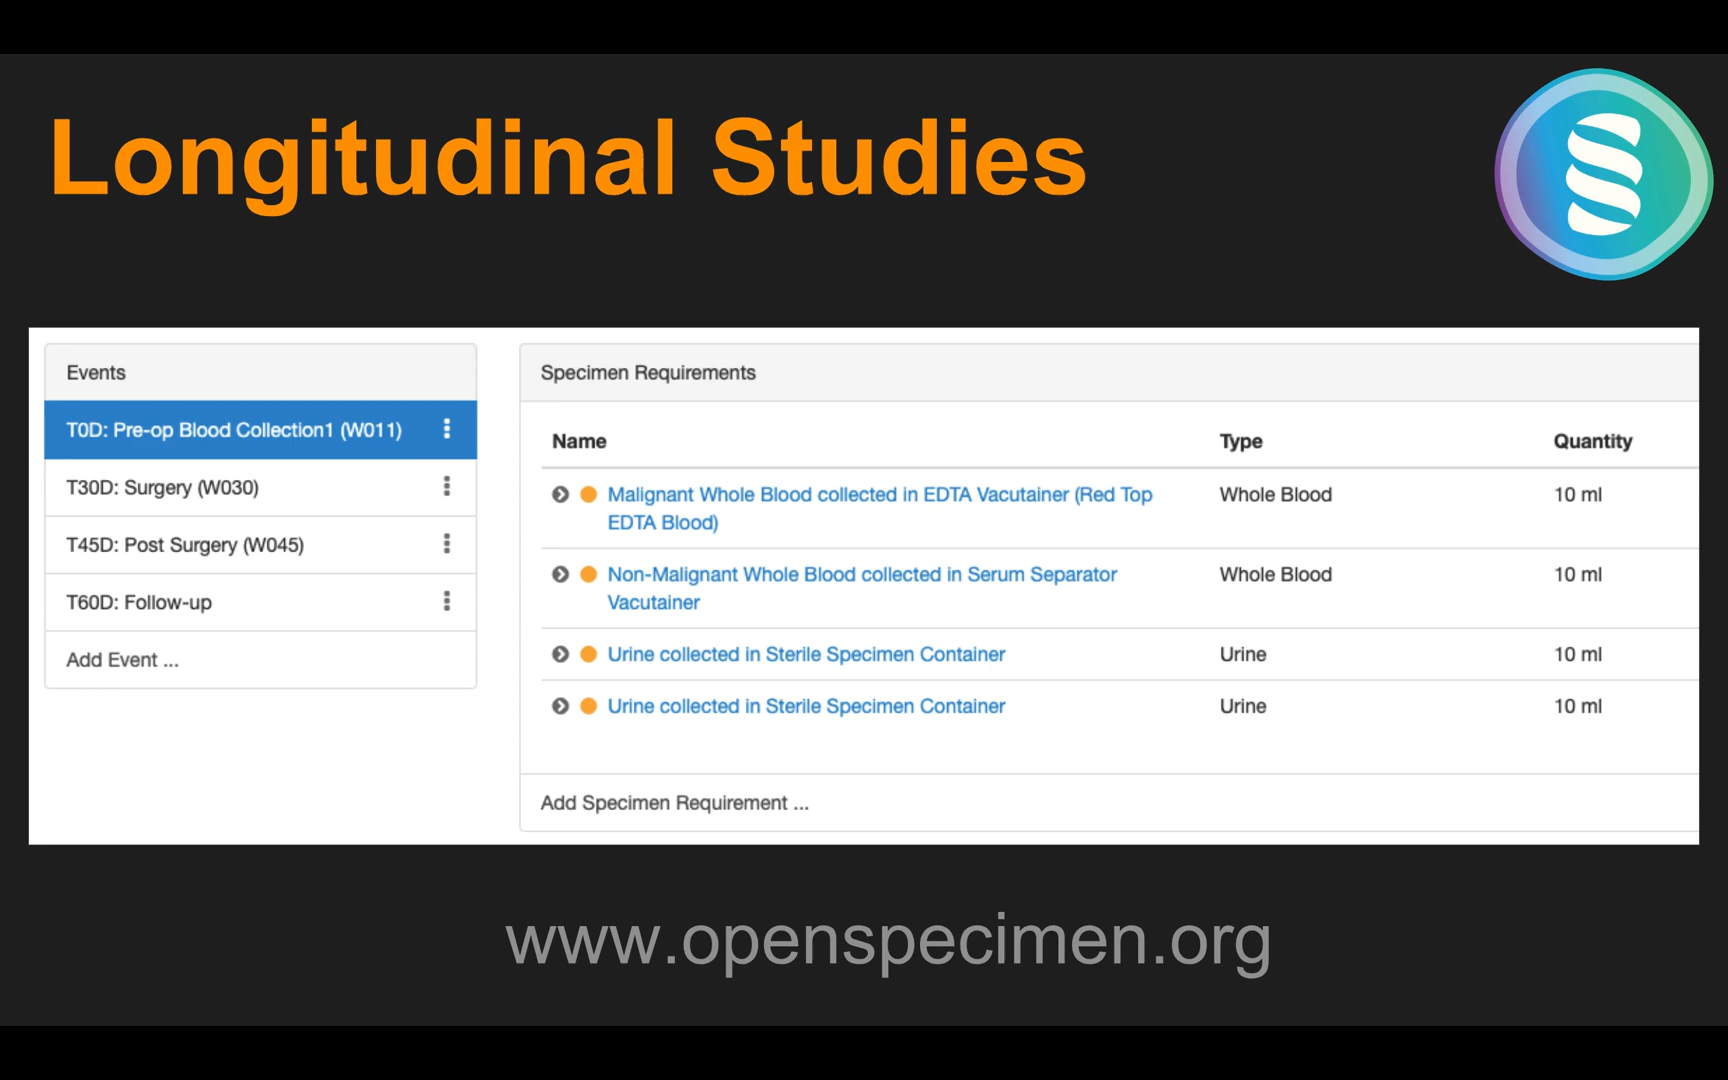 Longitudinal Studies
Events
T0D: Pre-op Blood Collection1 (W011)
T30D: Surgery (W030)
T45D: Post Surgery (W045)
T60D: Follow-up
Add Event ...
Specimen Requirements
Name Type Quantity
Malignant Whole Blood collected in EDTA Vacutainer (Red Top Whole Blood 10 ml
EDTA Blood)
Non-Malignant Whole Blood collected in Serum Separator Whole Blood 10 ml
Vacutainer
Urine collected in Sterile Specimen Container Urine 10 ml
Urine collected in Sterile Specimen Container Urine 10 ml
Add Specimen Requirement ...
www.openspecimen.org